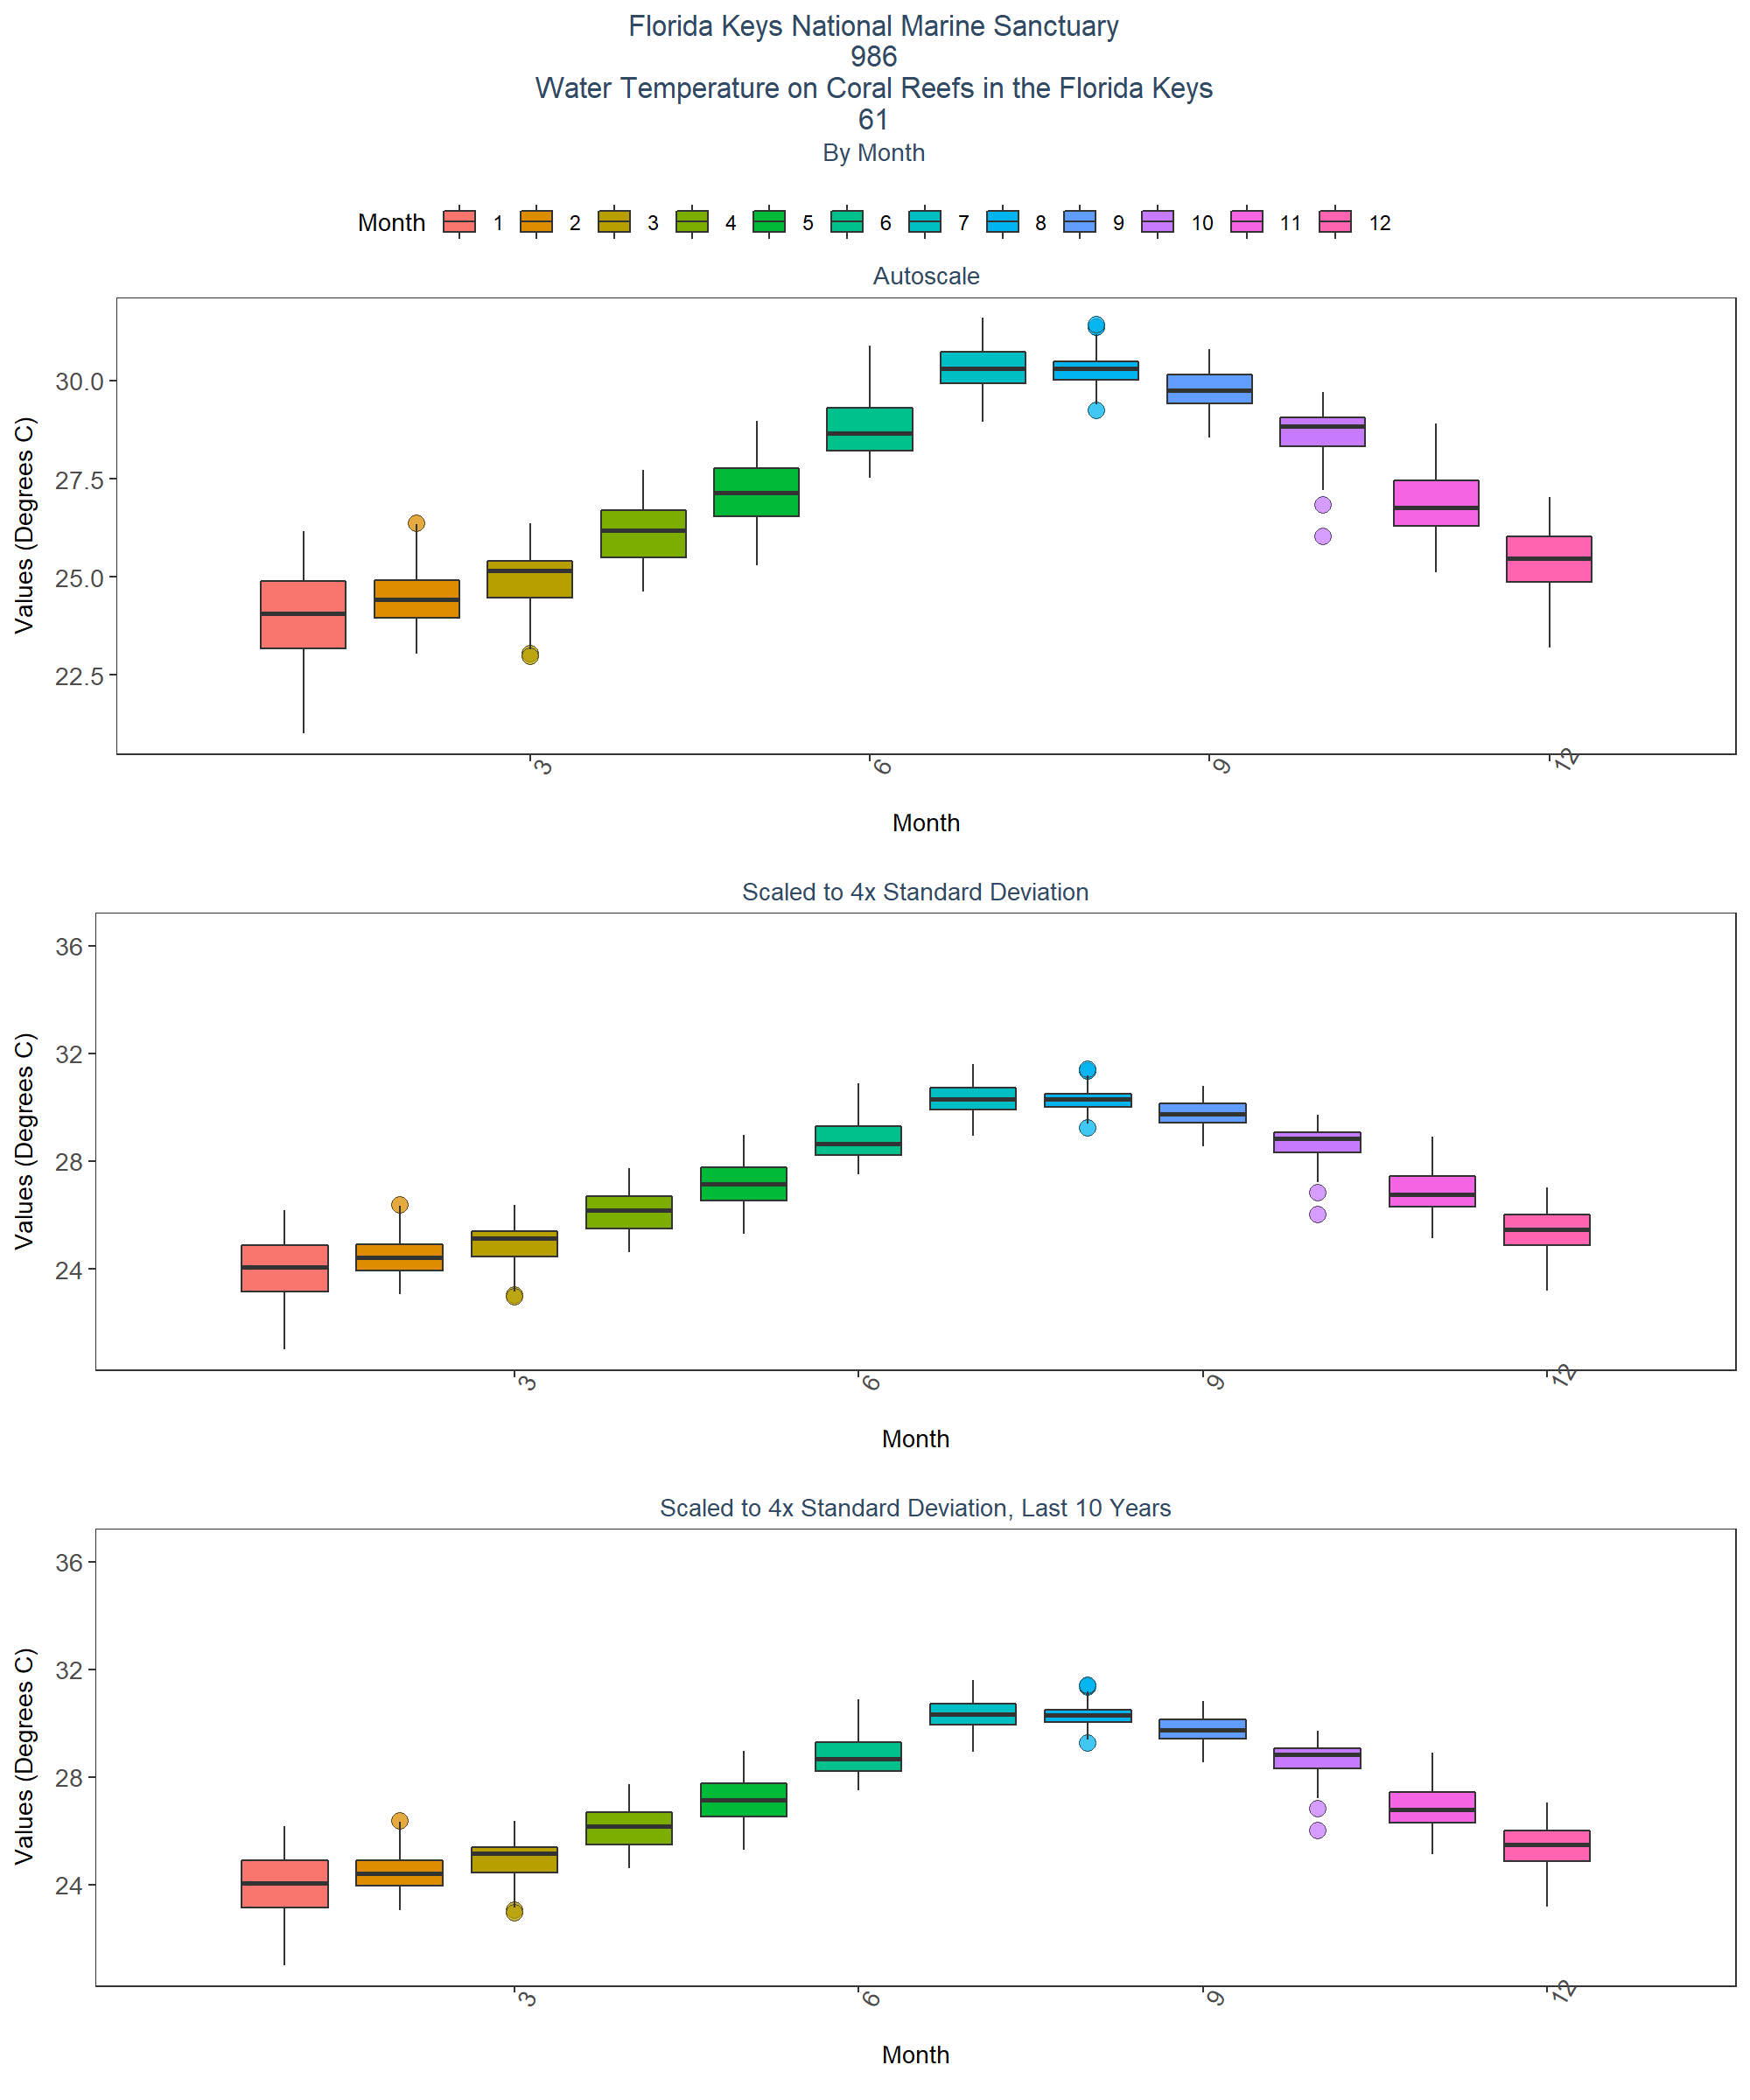 Florida Keys National Marine Sanctuary
986
Water Temperature on Coral Reefs in the Florida Keys
61
By Month
Month 1 2 3 4 5 6 7 8 9 10 11 12
Autoscale
Values (Degrees C)
30.0
27.5
25.0
22.5
3 6 9 12
Month
Scaled to 4x Standard Deviation
Values (Degrees C)
36
32
28
24
3 6 9 12
Month
Scaled to 4x Standard Deviation, Last 10 Years
Values (Degrees C)
36
32
28
24
3 6 9 12
Month